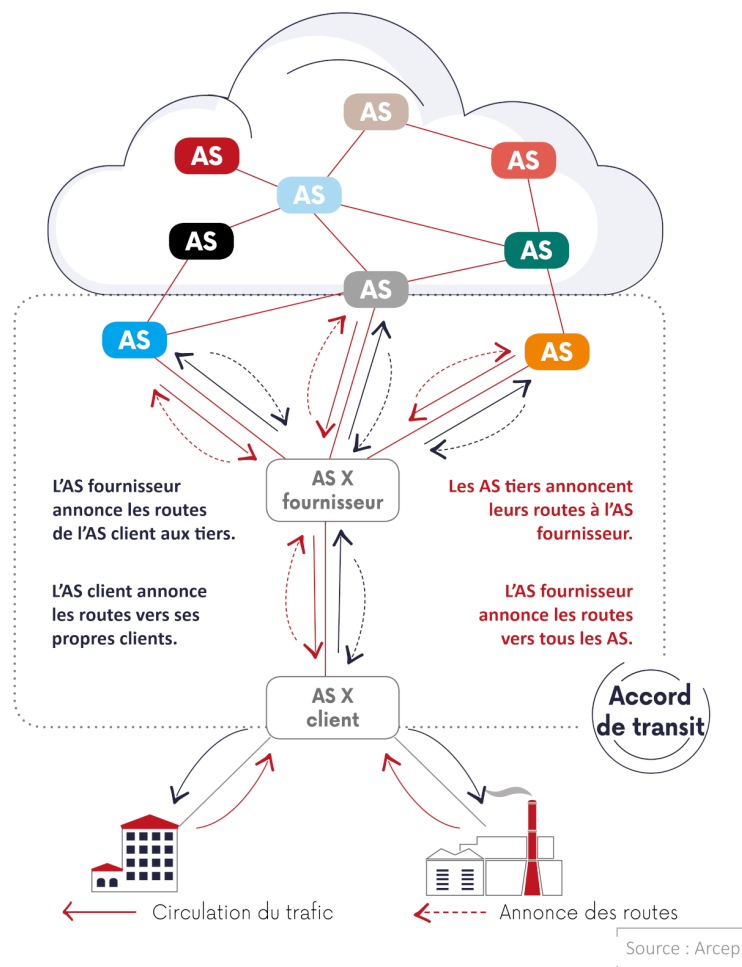 AS
AS
AS
AS
AS
AS
AS
AS
AS
AS X
fournisseur
L'AS fournisseur
annonce les routes
de l'AS client aux tiers.
L'AS client annonce
les routes vers ses
propres clients.
Les AS tiers annoncent
leurs routes à l'AS
fournisseur.
L'AS fournisseur
annonce les routes
vers tous les AS.
AS X
client
Accord
de transit
Circulation du trafic
Annonce des routes
Source : Arcep